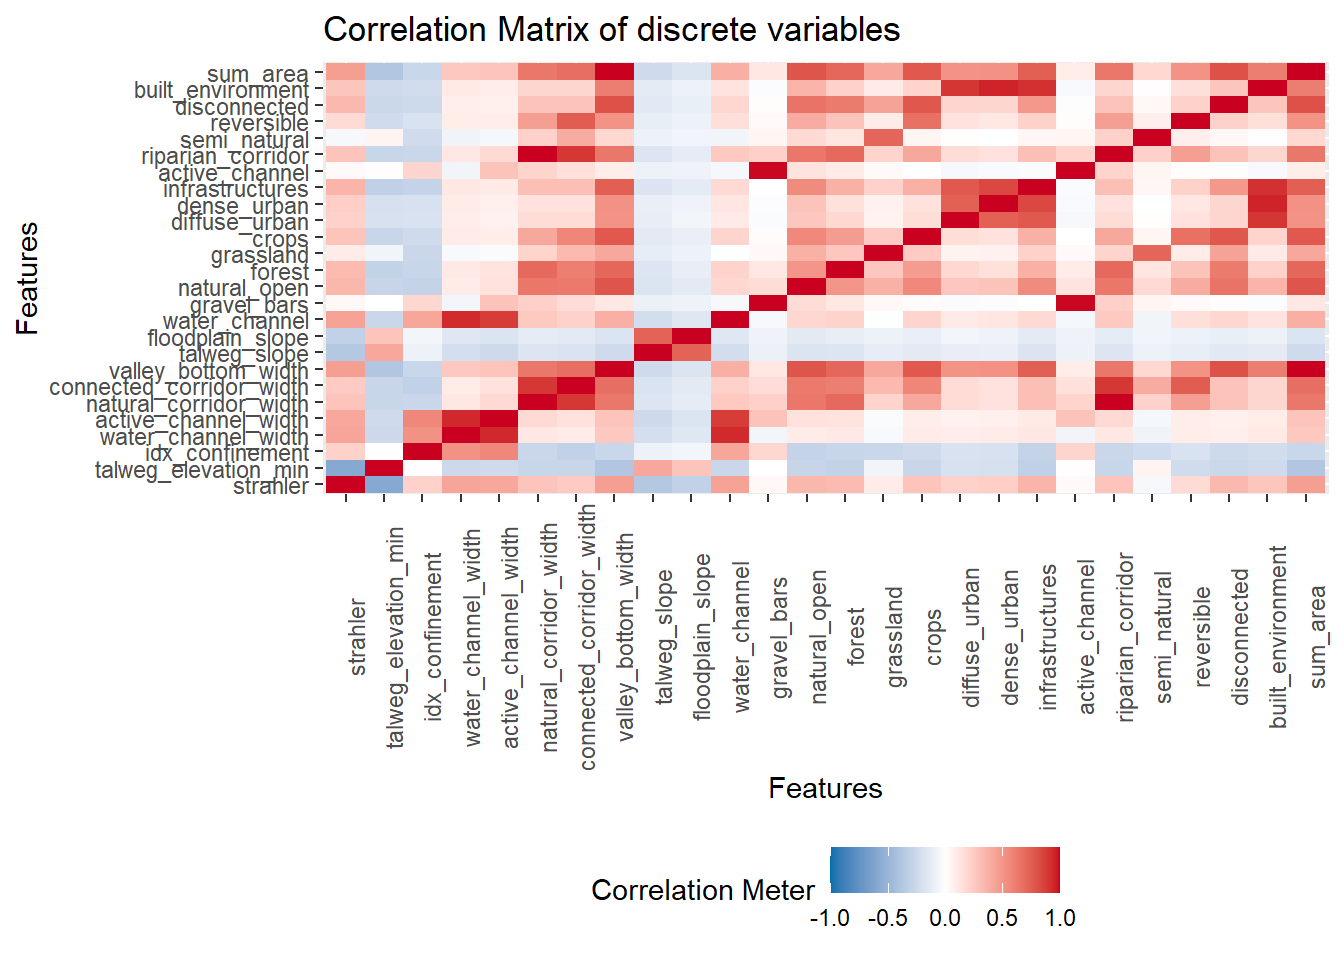 Correlation Matrix of discrete variables
Features
sum_area
built_environment
disconnected
reversible
semi_natural
riparian_corridor
active_channel
infrastructures
dense_urban
diffuse_urban
crops
grassland
forest
natural_open
gravel_bars
water_channel
floodplain_slope
talweg_slope
valley_bottom_width
connected_corridor_width
natural_corridor_width
active_channel_width
water_channel_width
idx_confinement
talweg_elevation_min
strahler
strahler
talweg_elevation_min
idx_confinement
water_channel_width
active_channel_width
natural_corridor_width
connected_corridor_width
valley_bottom_width
talweg_slope
floodplain_slope
water_channel
gravel_bars
natural_open
forest
grassland
crops
diffuse_urban
dense_urban
infrastructures
active_channel
riparian_corridor
semi_natural
reversible
disconnected
built_environment
sum_area
Features
Correlation Meter
-1.0 -0.5 0.0 0.5 1.0